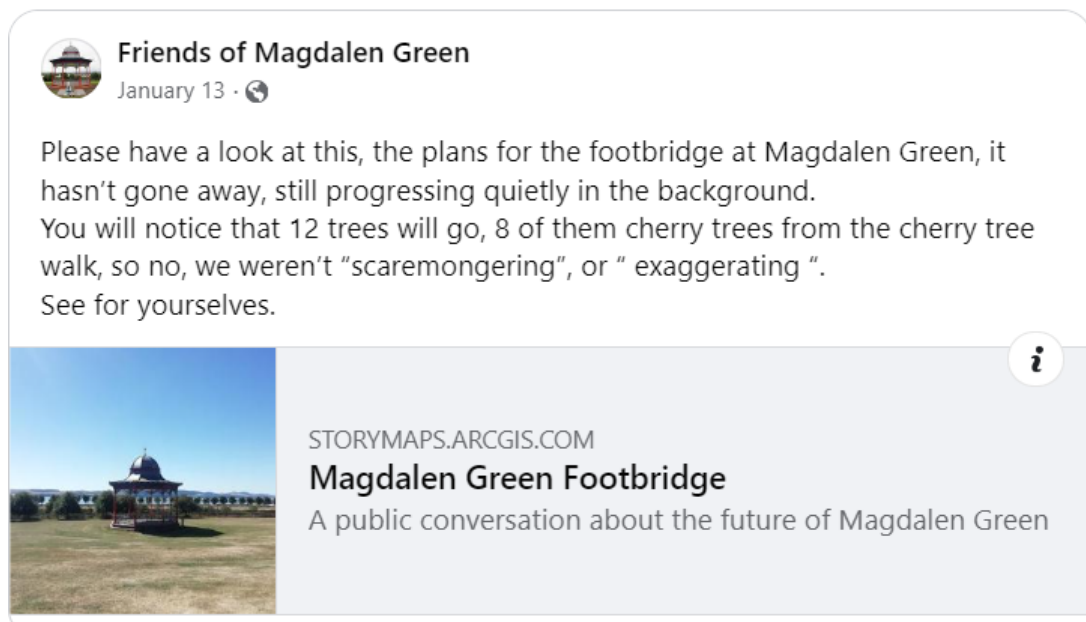 Friends of Magdalen Green
January 13 ·
Please have a look at this, the plans for the footbridge at Magdalen Green, it
hasn’t gone away, still progressing quietly in the background.
You will notice that 12 trees will go, 8 of them cherry trees from the cherry tree
walk, so no, we weren’t “scaremongering”, or “ exaggerating “.
See for yourselves.
i
STORYMAPS.ARCGIS.COM
Magdalen Green Footbridge
A public conversation about the future of Magdalen Green